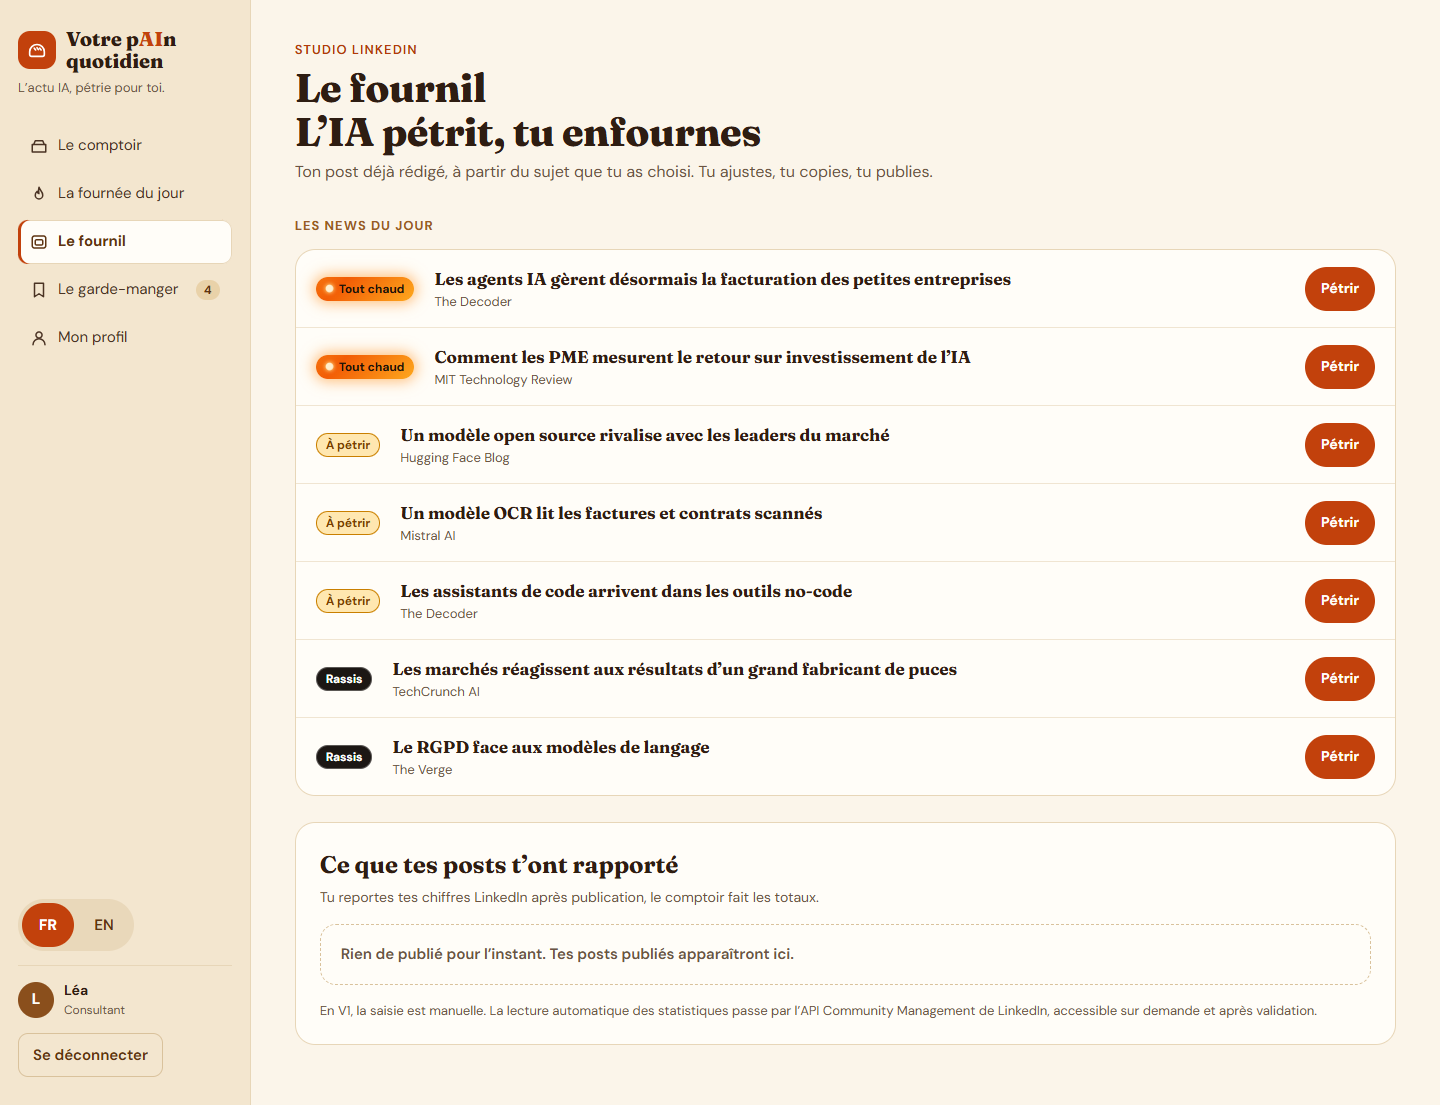 Votre pAIn
quotidien
L’actu IA, pétrie pour toi.
Le comptoir
La fournée du jour
Le fournil
Le garde-manger 4
Mon profil
FR EN
L
Léa
Consultant
Se déconnecter
STUDIO LINKEDIN
Le fournil
L’IA pétrit, tu enfournes
Ton post déjà rédigé, à partir du sujet que tu as choisi. Tu ajustes, tu copies, tu publies.
LES NEWS DU JOUR
Tout chaud
Les agents IA gèrent désormais la facturation des petites entreprises
The Decoder
Pétrir
Tout chaud
Comment les PME mesurent le retour sur investissement de l’IA
MIT Technology Review
Pétrir
À pétrir
Un modèle open source rivalise avec les leaders du marché
Hugging Face Blog
Pétrir
À pétrir
Un modèle OCR lit les factures et contrats scannés
Mistral AI
Pétrir
À pétrir
Les assistants de code arrivent dans les outils no-code
The Decoder
Pétrir
Rassis
Les marchés réagissent aux résultats d’un grand fabricant de puces
TechCrunch AI
Pétrir
Rassis
Le RGPD face aux modèles de langage
The Verge
Pétrir
Ce que tes posts t’ont rapporté
Tu reportes tes chiffres LinkedIn après publication, le comptoir fait les totaux.
Rien de publié pour l’instant. Tes posts publiés apparaîtront ici.
En V1, la saisie est manuelle. La lecture automatique des statistiques passe par l’API Community Management de LinkedIn, accessible sur demande et après validation.